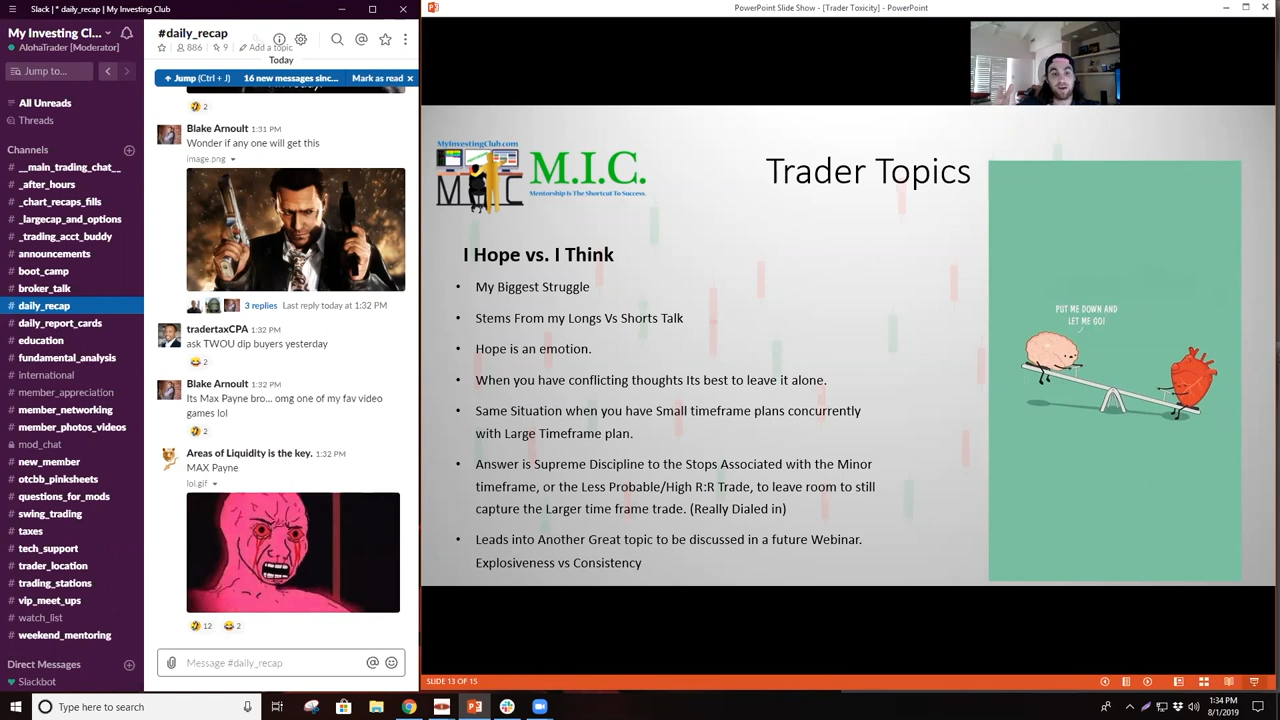 Slack | * daily_recap | My Investing Club
My Investing Clu...
AlohaTrader [Moderator]
Jump to...
All Unreads
Threads
Channels
__main_trading_chat__
_after_hours
_chart_recaps_fills
_largecap_and_options
_trading_acct_buddy
announcements
boot_camp
broker_talk
daily_recap
daily_report_cards
education
fundamental_analysis
international
member_appreciation
member_networking
member_photos_videos
mod_chat
new_member
otcbb_pinksheets
questions_for_mods
swing_trading
taxes
tech_support
trader_location
trading_stations
vip_meet_ups
watch_list
weekend_mentoring
Direct Messages
Slackbot
#daily_recap
886
9
Add a topic
Today
Jump (Ctrl + J)
16 new messages sinc...
Mark as read
2
Blake Arnoult 1:31 PM
Wonder if any one will get this
image.png
3 replies Last reply today at 1:32 PM
tradertaxCPA 1:32 PM
ask TWOU dip buyers yesterday
2
Blake Arnoult 1:32 PM
Its Max Payne bro... omg one of my fav video
games lol
2
Areas of Liquidity is the key. 1:32 PM
MAX Payne
lol.gif
12 2
Message #daily_recap
PowerPoint Slide Show - [Trader Toxicity] - PowerPoint
MyInvestingClub.com
MIC
M.I.C.
Mentorship Is The Shortcut To Success.
Trader Topics
I Hope vs. I Think
• My Biggest Struggle
• Stems From my Longs Vs Shorts Talk
• Hope is an emotion.
• When you have conflicting thoughts Its best to leave it alone.
• Same Situation when you have Small timeframe plans concurrently
with Large Timeframe plan.
• Answer is Supreme Discipline to the Stops Associated with the Minor
timeframe, or the Less Probable/High R:R Trade, to leave room to still
capture the Larger time frame trade. (Really Dialed in)
• Leads into Another Great topic to be discussed in a future Webinar.
Explosiveness vs Consistency
PUT ME DOWN AND
LET ME GO!
SLIDE 13 OF 15
Type here to search
1:34 PM
8/1/2019